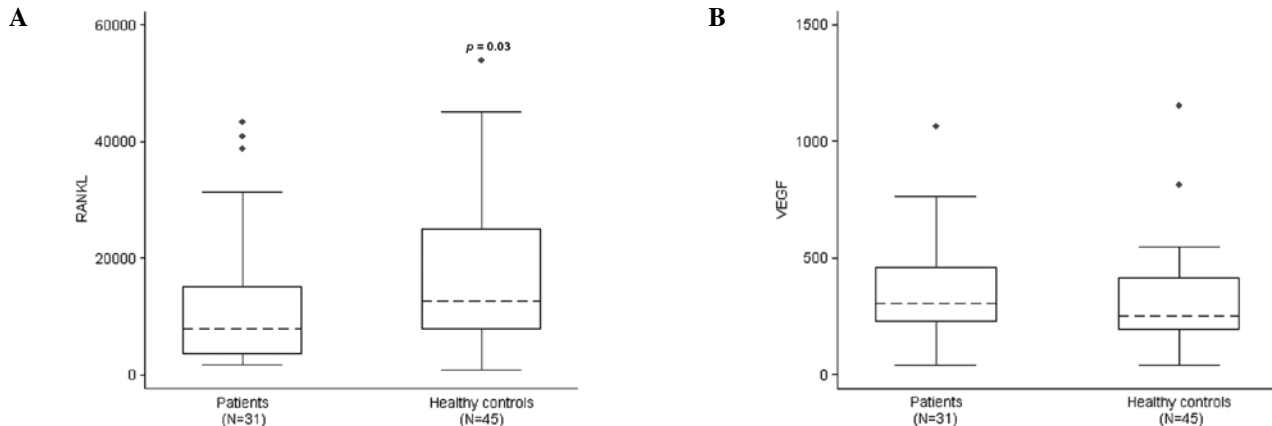 A
60000
40000
20000
0
RANKL
p = 0.03
Patients
(N=31)
Healthy controls
(N=45)
B
1500
1000
500
0
VEGF
Patients
(N=31)
Healthy controls
(N=45)